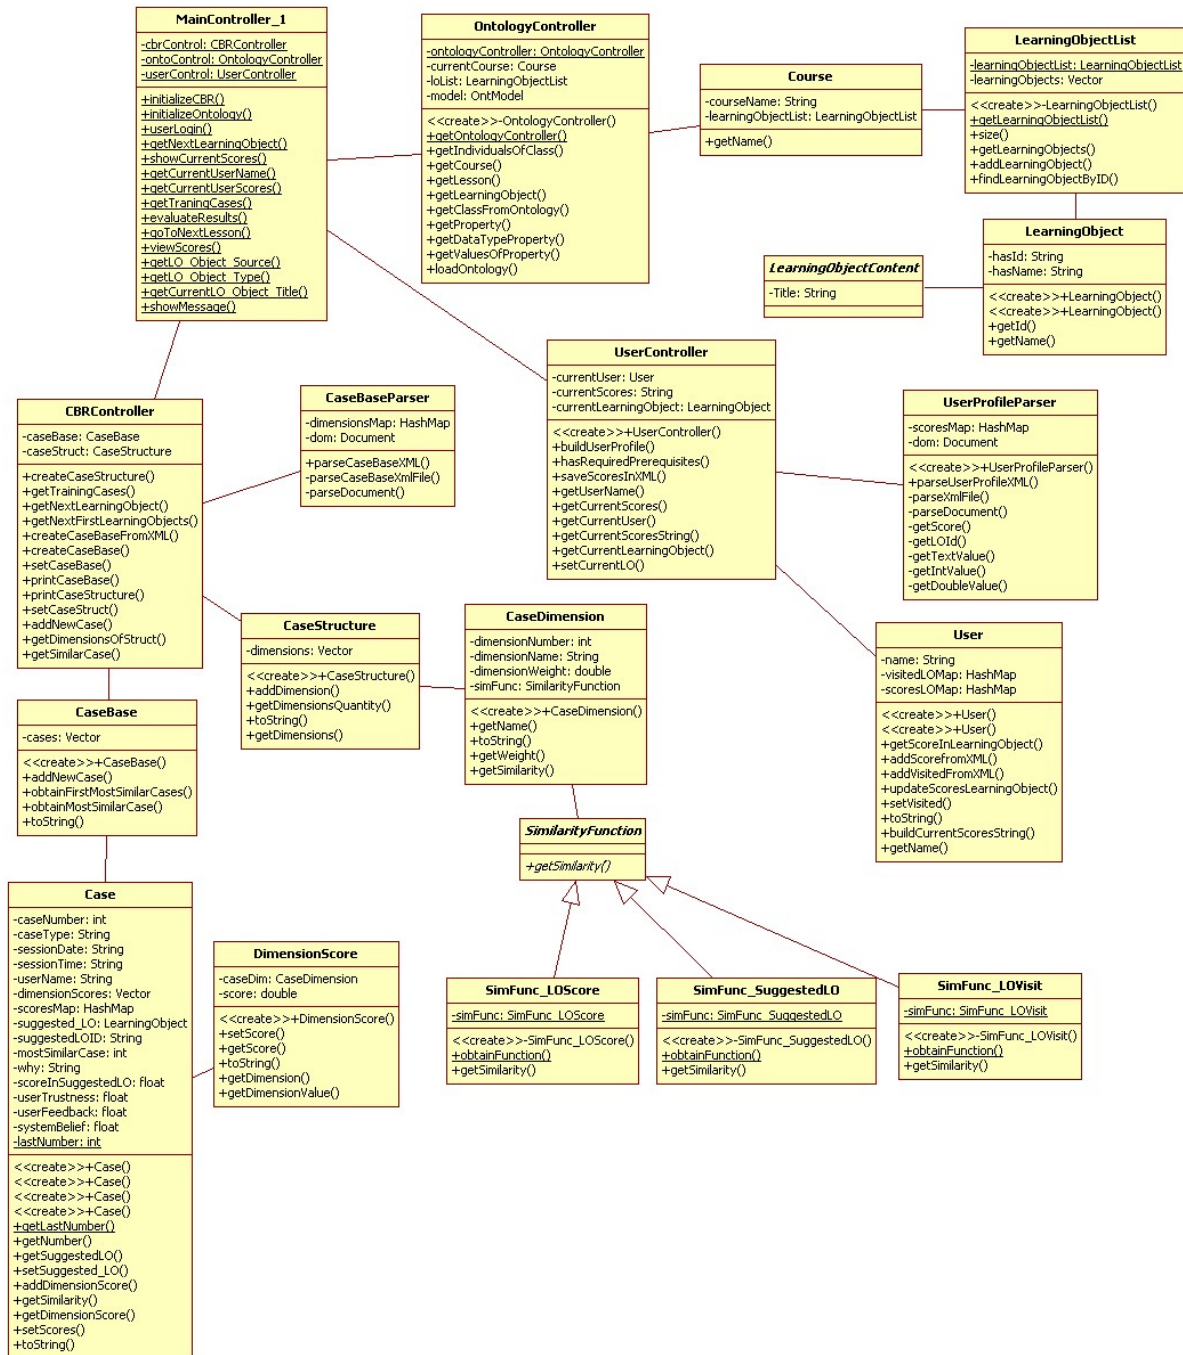 MainController_1
-cbrControl: CBRController
-ontoControl: OntologyController
-userControl: UserController
+initializeCBR()
+initializeOntology()
+userLogin()
+getNextLearningObject()
+showCurrentScores()
+getCurrentUserName()
+getCurrentUserScores()
+getTraningCases()
+evaluateResults()
+goToNextLesson()
+viewScores()
+getLO_Object_Source()
+getLO_Object_Type()
+getCurrentLO_Object_Title()
+showMessage()
OntologyController
-ontologyController: OntologyController
-currentCourse: Course
-loList: LearningObjectList
-model: OntModel
<<create>>-OntologyController()
+getOntologyController()
+getIndividualsOfClass()
+getCourse()
+getLesson()
+getLearningObject()
+getClassFromOntology()
+getProperty()
+getDataTypeProperty()
+getValuesOfProperty()
+loadOntology()
Course
-courseName: String
-learningObjectList: LearningObjectList
+getName()
LearningObjectList
-learningObjectList: LearningObjectList
-learningObjects: Vector
<<create>>-LearningObjectList()
+getLearningObjectList()
+size()
+getLearngObjects()
+addLearningObject()
+findLearningObjectByID()
LearningObjectContent
-Title: String
LearningObject
-hasId: String
-hasName: String
<<create>>+LearningObject()
<<create>>+LearningObject()
+getId()
+getName()
CBRController
-caseBase: CaseBase
-caseStruct: CaseStructure
+createCaseStructure()
+getTrainingCases()
+getNextLearningObject()
+getNextFirstLearningObjects()
+createCaseBaseFromXML()
+createCaseBase()
+setCaseBase()
+printCaseBase()
+printCaseStructure()
+setCaseStruct()
+addNewCase()
+getDimensionsOfStruct()
+getSimilarCase()
CaseBaseParser
-dimensionsMap: HashMap
-dom: Document
+parseCaseBaseXML()
-parseCaseBaseXmlFile()
-parseDocument()
UserController
-currentUser: User
-currentScores: String
-currentLearningObject: LearningObject
<<create>>+UserController()
+buildUserProfile()
+hasRequiredPrerequisites()
+saveScoresInXML()
+getUserName()
+getCurrentScores()
+getCurrentUser()
+getCurrentScoresString()
+getCurrentLearningObject()
+setCurrentLO()
UserProfileParser
-scoresMap: HashMap
-dom: Document
<<create>>+UserProfileParser()
+parseUserProfileXML()
-parseXmlFile()
-parseDocument()
-getScore()
-getLOId()
-getTextValue()
-getIntValue()
-getDoubleValue()
CaseStructure
-dimensions: Vector
<<create>>+CaseStructure()
+addDimension()
+getDimensionsQuantity()
+toString()
+getDimensions()
CaseDimension
-dimensionNumber: int
-dimensionName: String
-dimensionWeight: double
-simFunc: SimilarityFunction
<<create>>+CaseDimension()
+getName()
+toString()
+getWeight()
+getSimilarity()
User
-name: String
-visitedLOMap: HashMap
-scoresLOMap: HashMap
<<create>>+User()
<<create>>+User()
+getScoreInLearningObject()
+addScorefromXML()
+addVisitedFromXML()
+updateScoresLearningObject()
+setVisited()
+toString()
+buildCurrentScoresString()
+getName()
CaseBase
-cases: Vector
<<create>>+CaseBase()
+addNewCase()
+obtainFirstMostSimilarCases()
+obtainMostSimilarCase()
+toString()
SimilarityFunction
+getSimilarity()
Case
-caseNumber: int
-caseType: String
-sessionDate: String
-sessionTime: String
-userName: String
-dimensionScores: Vector
-scoresMap: HashMap
-suggested_LO: LearningObject
-suggestedLOID: String
-mostSimilarCase: int
-why: String
-scoreInSuggestedLO: float
-userTrustness: float
-userFeedback: float
-systemBelief: float
-lastNumber: int
<<create>>+Case()
<<create>>+Case()
<<create>>+Case()
<<create>>+Case()
+getLastNumber()
+getNumber()
+getSuggestedLO()
+setSuggested_LO()
+addDimensionScore()
+getSimilarity()
+getDimensionScore()
+setScores()
+toString()
DimensionScore
-caseDim: CaseDimension
-score: double
<<create>>+DimensionScore()
+setScore()
+getScore()
+toString()
+getDimension()
+getDimensionValue()
SimFunc_LOScore
-simFunc: SimFunc_LOScore
<<create>>-SimFunc_LOScore()
+obtainFunction()
+getSimilarity()
SimFunc_SuggestedLO
-simFunc: SimFunc_SuggestedLO
<<create>>-SimFunc_SuggestedLO()
+obtainFunction()
+getSimilarity()
SimFunc_LOVisit
-simFunc: SimFunc_LOVisit
<<create>>-SimFunc_LOVisit()
+obtainFunction()
+getSimilarity()